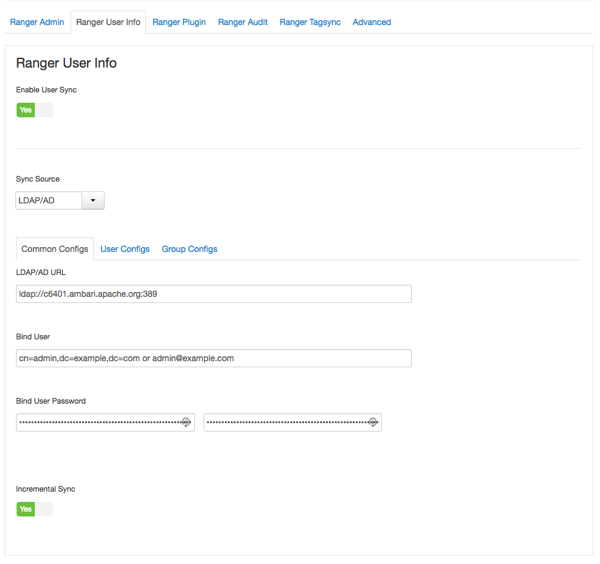 Ranger Admin Ranger User Info Ranger Plugin Ranger Audit Ranger Tagsync Advanced
Ranger User Info
Enable User Sync
Yes
Sync Source
LDAP/AD
Common Configs User Configs Group Configs
LDAP/AD URL
ldap://c6401.ambari.apache.org:389
Bind User
cn=admin,dc=example,dc=com or admin@example.com
Bind User Password
Incremental Sync
Yes